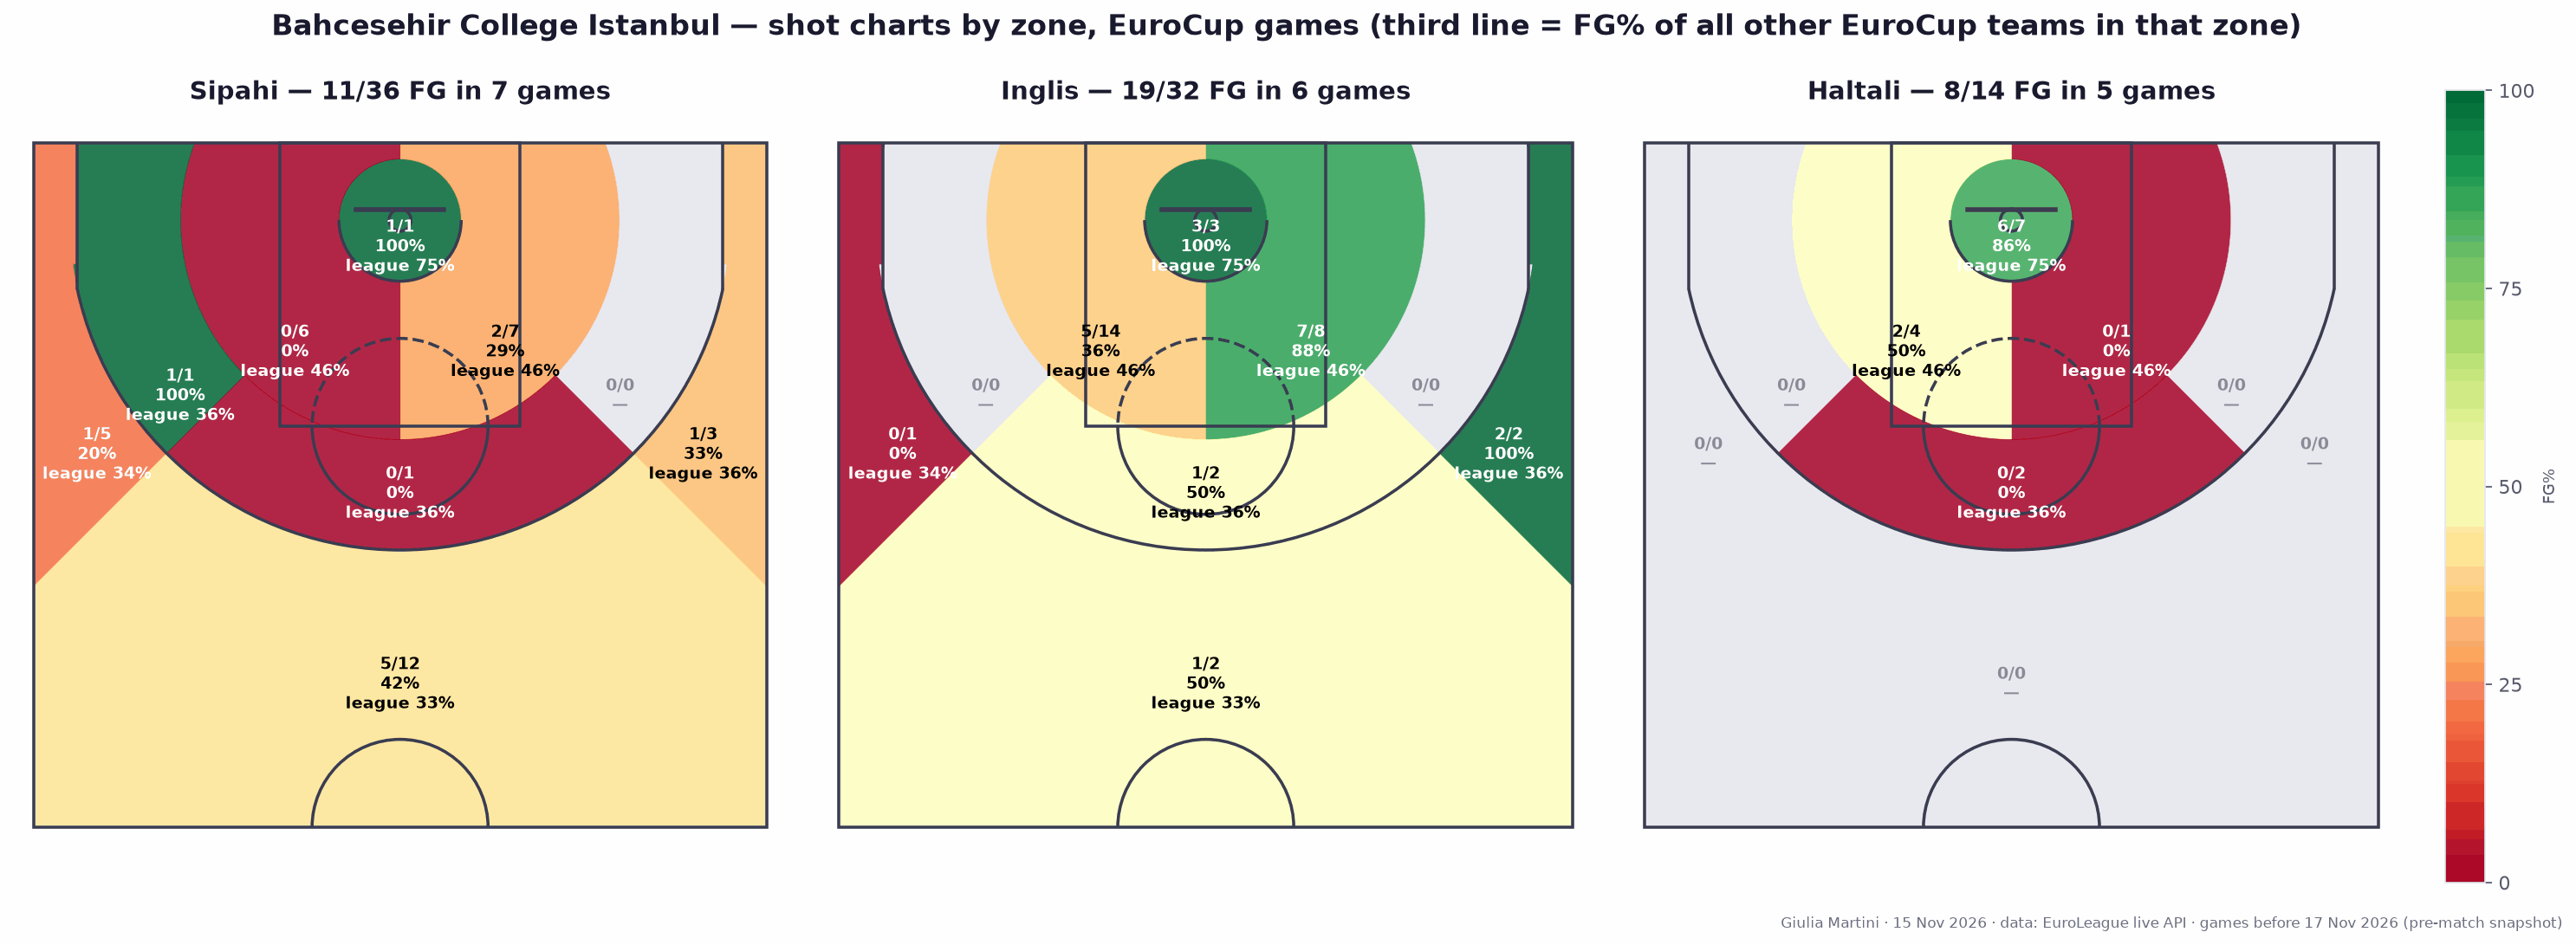 Bahcesehir College Istanbul — shot charts by zone, EuroCup games (third line = FG% of all other EuroCup teams in that zone)
Sipahi — 11/36 FG in 7 games
1/1
100%
league 75%
0/6
0%
league 46%
2/7
29%
league 46%
1/1
100%
league 36%
0/0
—
1/5
20%
league 34%
1/3
33%
league 36%
0/1
0%
league 36%
5/12
42%
league 33%
Inglis — 19/32 FG in 6 games
3/3
100%
league 75%
5/14
36%
league 46%
7/8
88%
league 46%
0/0
—
0/0
—
0/1
0%
league 34%
2/2
100%
league 36%
1/2
50%
league 36%
1/2
50%
league 33%
Haltali — 8/14 FG in 5 games
6/7
86%
league 75%
2/4
50%
league 46%
0/1
0%
league 46%
0/0
—
0/0
—
0/0
—
0/0
—
0/2
0%
league 36%
0/0
—
100
75
50
25
0
FG%
Giulia Martini · 15 Nov 2026 · data: EuroLeague live API · games before 17 Nov 2026 (pre-match snapshot)